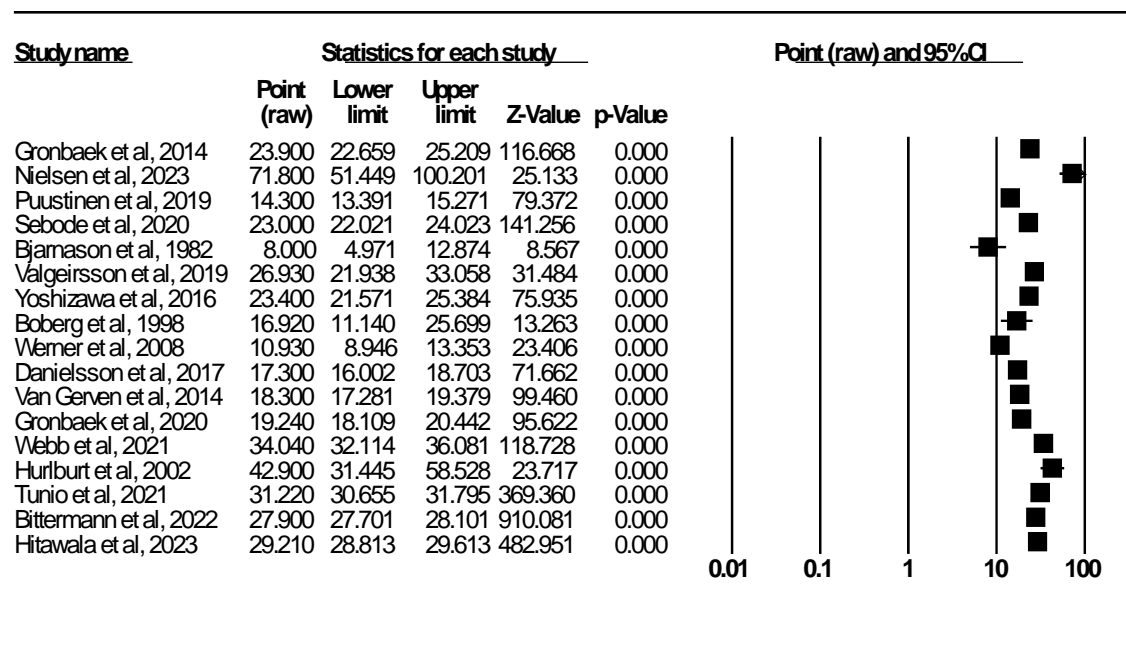 Study name Statistics for each study Point (raw) and 95% CI
Point Lower Upper
(raw) limit limit Z-Value p-Value
Gronbaek et al, 2014 23.900 22.659 25.209 116.668 0.000
Nielsen et al, 2023 71.800 51.449 100.201 25.133 0.000
Puustinen et al, 2019 14.300 13.391 15.271 79.372 0.000
Sebode et al, 2020 23.000 22.021 24.023 141.256 0.000
Bjarnason et al, 1982 8.000 4.971 12.874 8.567 0.000
Valgeirsson et al, 2019 26.930 21.938 33.058 31.484 0.000
Yoshizawa et al, 2016 23.400 21.571 25.384 75.935 0.000
Boberg et al, 1998 16.920 11.140 25.699 13.263 0.000
Werner et al, 2008 10.930 8.946 13.353 23.406 0.000
Danielsson et al, 2017 17.300 16.002 18.703 71.662 0.000
Van Gerven et al, 2014 18.300 17.281 19.379 99.460 0.000
Gronbaek et al, 2020 19.240 18.109 20.442 95.622 0.000
Webb et al, 2021 34.040 32.114 36.081 118.728 0.000
Hurlburt et al, 2002 42.900 31.445 58.528 23.717 0.000
Tunio et al, 2021 31.220 30.655 31.795 369.360 0.000
Bittermann et al, 2022 27.900 27.701 28.101 910.081 0.000
Hitawala et al, 2023 29.210 28.813 29.613 482.951 0.000
0.01 0.1 1 10 100